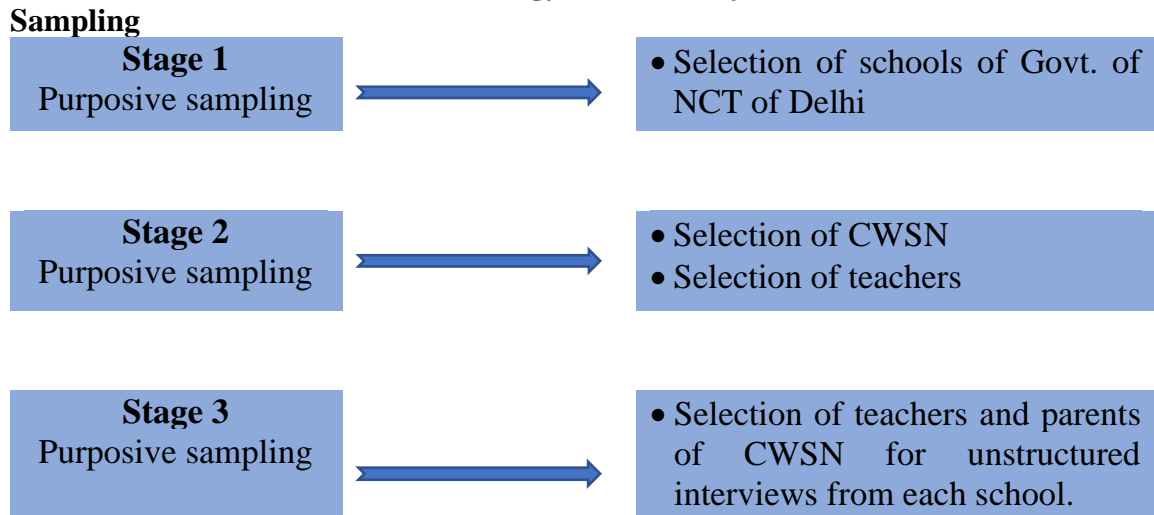 Sampling
Stage 1
Purposive sampling
• Selection of schools of Govt. of
NCT of Delhi
Stage 2
Purposive sampling
• Selection of CWSN
• Selection of teachers
Stage 3
Purposive sampling
• Selection of teachers and parents
of CWSN for unstructured
interviews from each school.